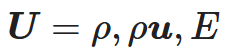 U = ρ, ρu, E